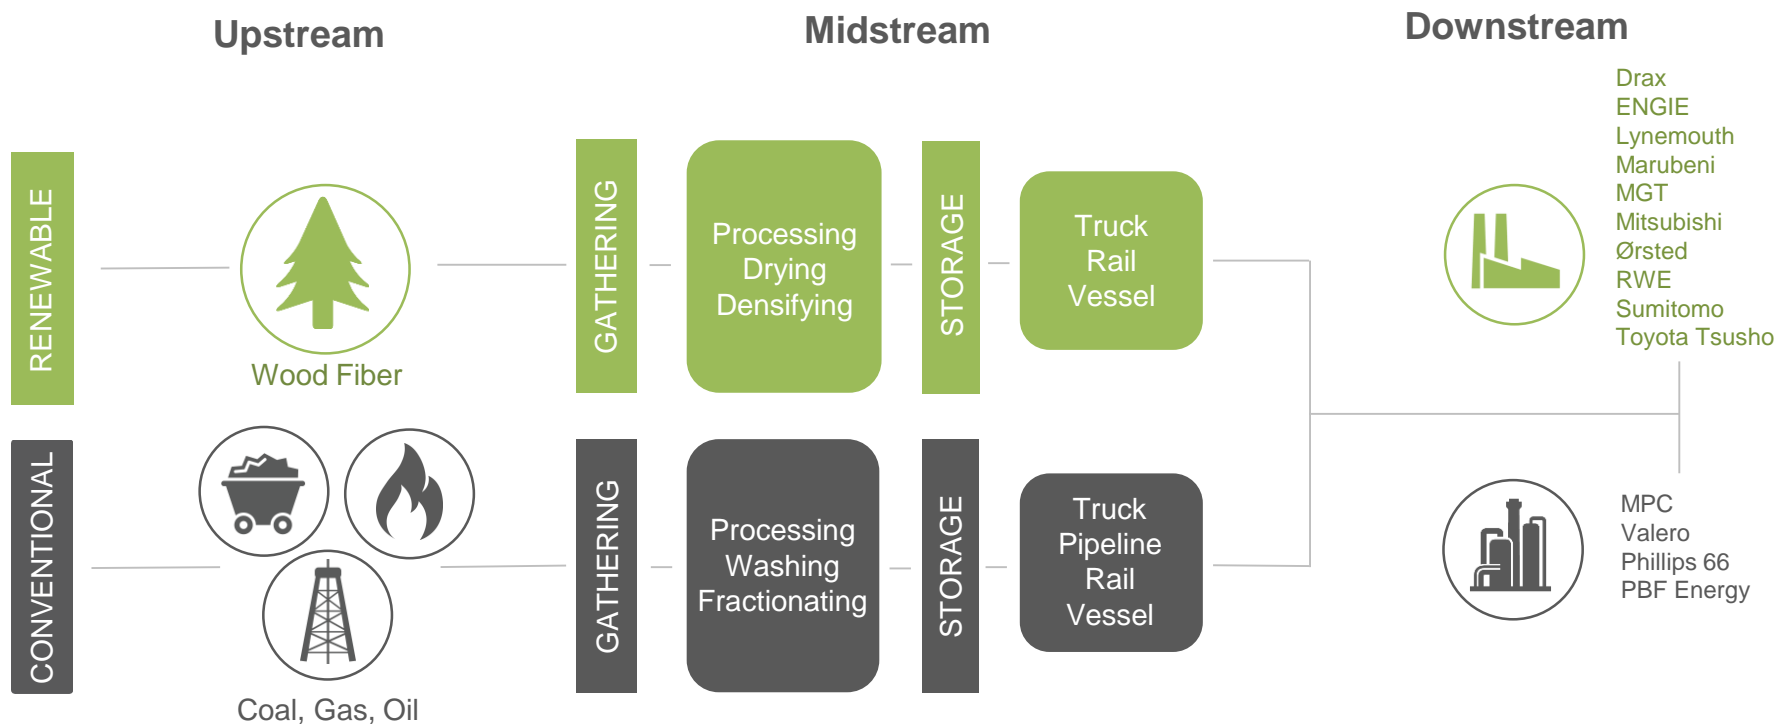 Upstream
Midstream
Downstream
RENEWABLE
Wood Fiber
GATHERING
Processing
Drying
Densifying
STORAGE
Truck
Rail
Vessel
Drax
ENGIE
Lynemouth
Marubeni
MGT
Mitsubishi
Ørsted
RWE
Sumitomo
Toyota Tsusho
CONVENTIONAL
Coal, Gas, Oil
GATHERING
Processing
Washing
Fractionating
STORAGE
Truck
Pipeline
Rail
Vessel
MPC
Valero
Phillips 66
PBF Energy